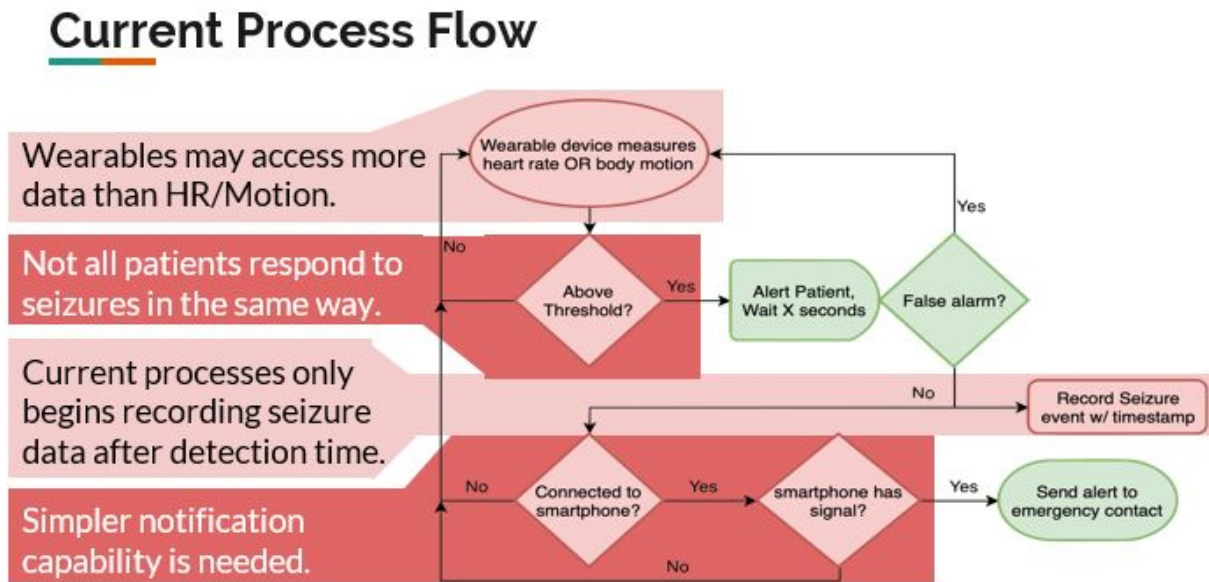 Current Process Flow
Wearables may access more
data than HR/Motion.
Wearable device measures
heart rate OR body motion
Yes
No
Not all patients respond to
seizures in the same way.
Above
Threshold?
Yes
Alert Patient,
Wait X seconds
False alarm?
Current processes only
begins recording seizure
data after detection time.
No
Record Seizure
event w/ timestamp
Simpler notification
capability is needed.
No
Connected to
smartphone?
Yes
smartphone has
signal?
Yes
Send alert to
emergency contact
No